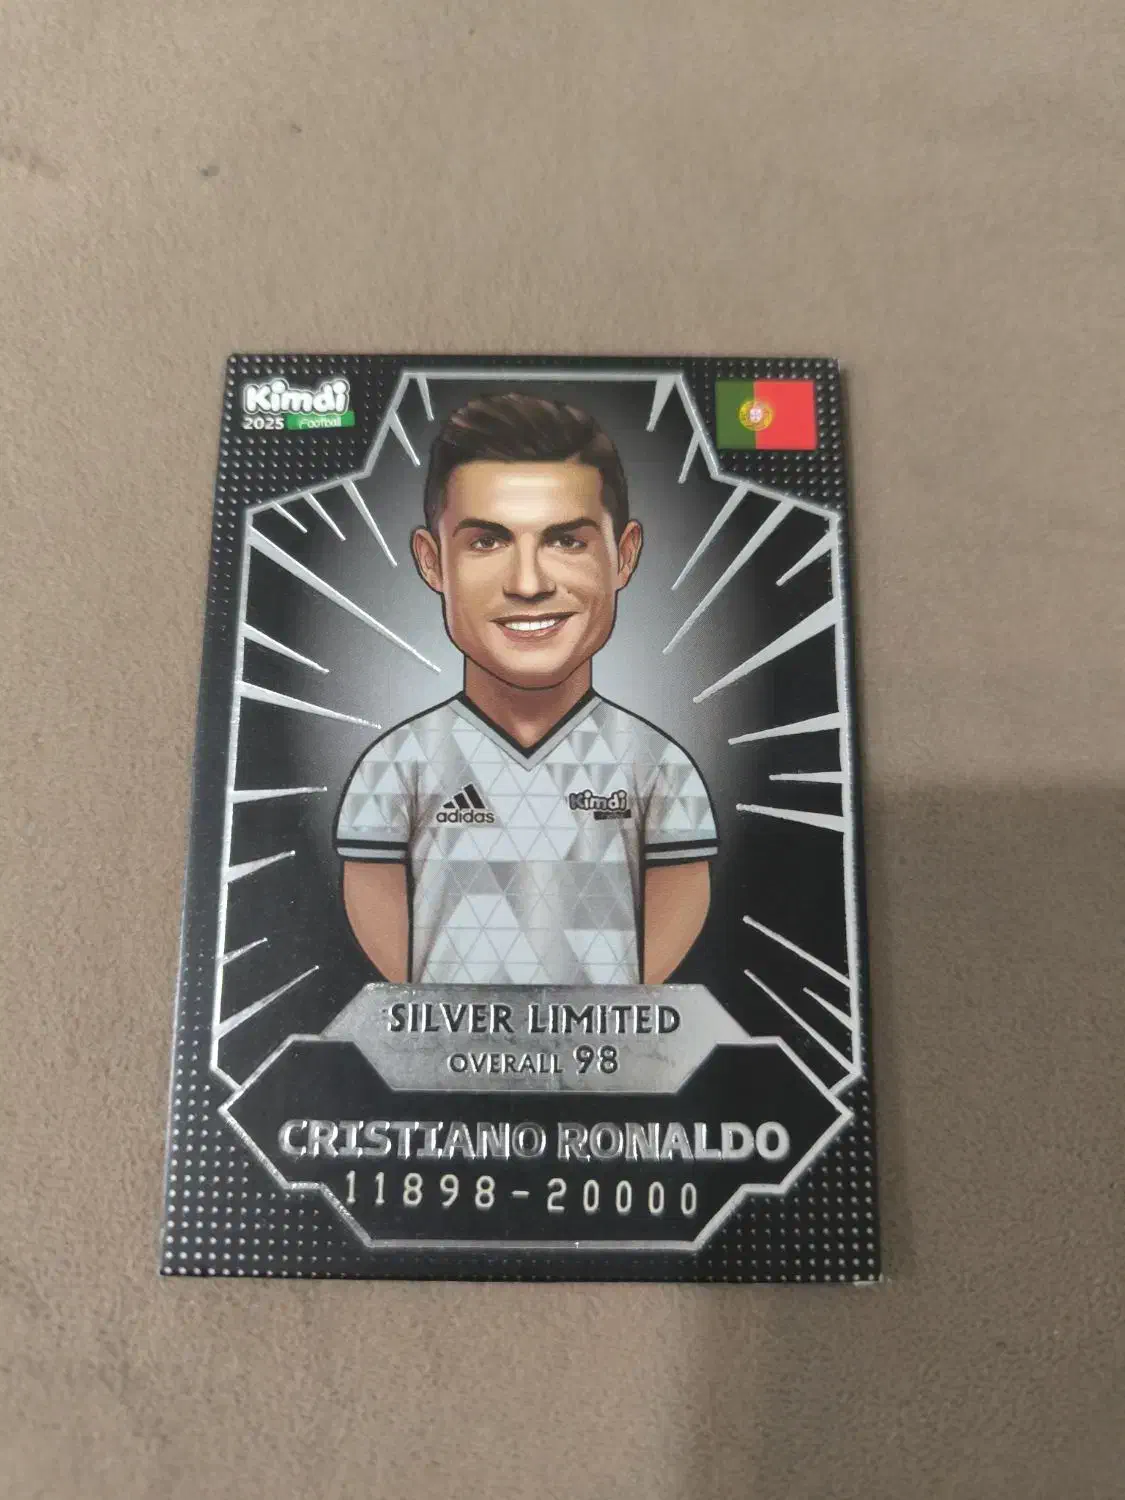 Kimdi
2025 Football
adidas
Kimdi
SILVER LIMITED
OVERALL 98
CRISTIANO RONALDO
11898-20000